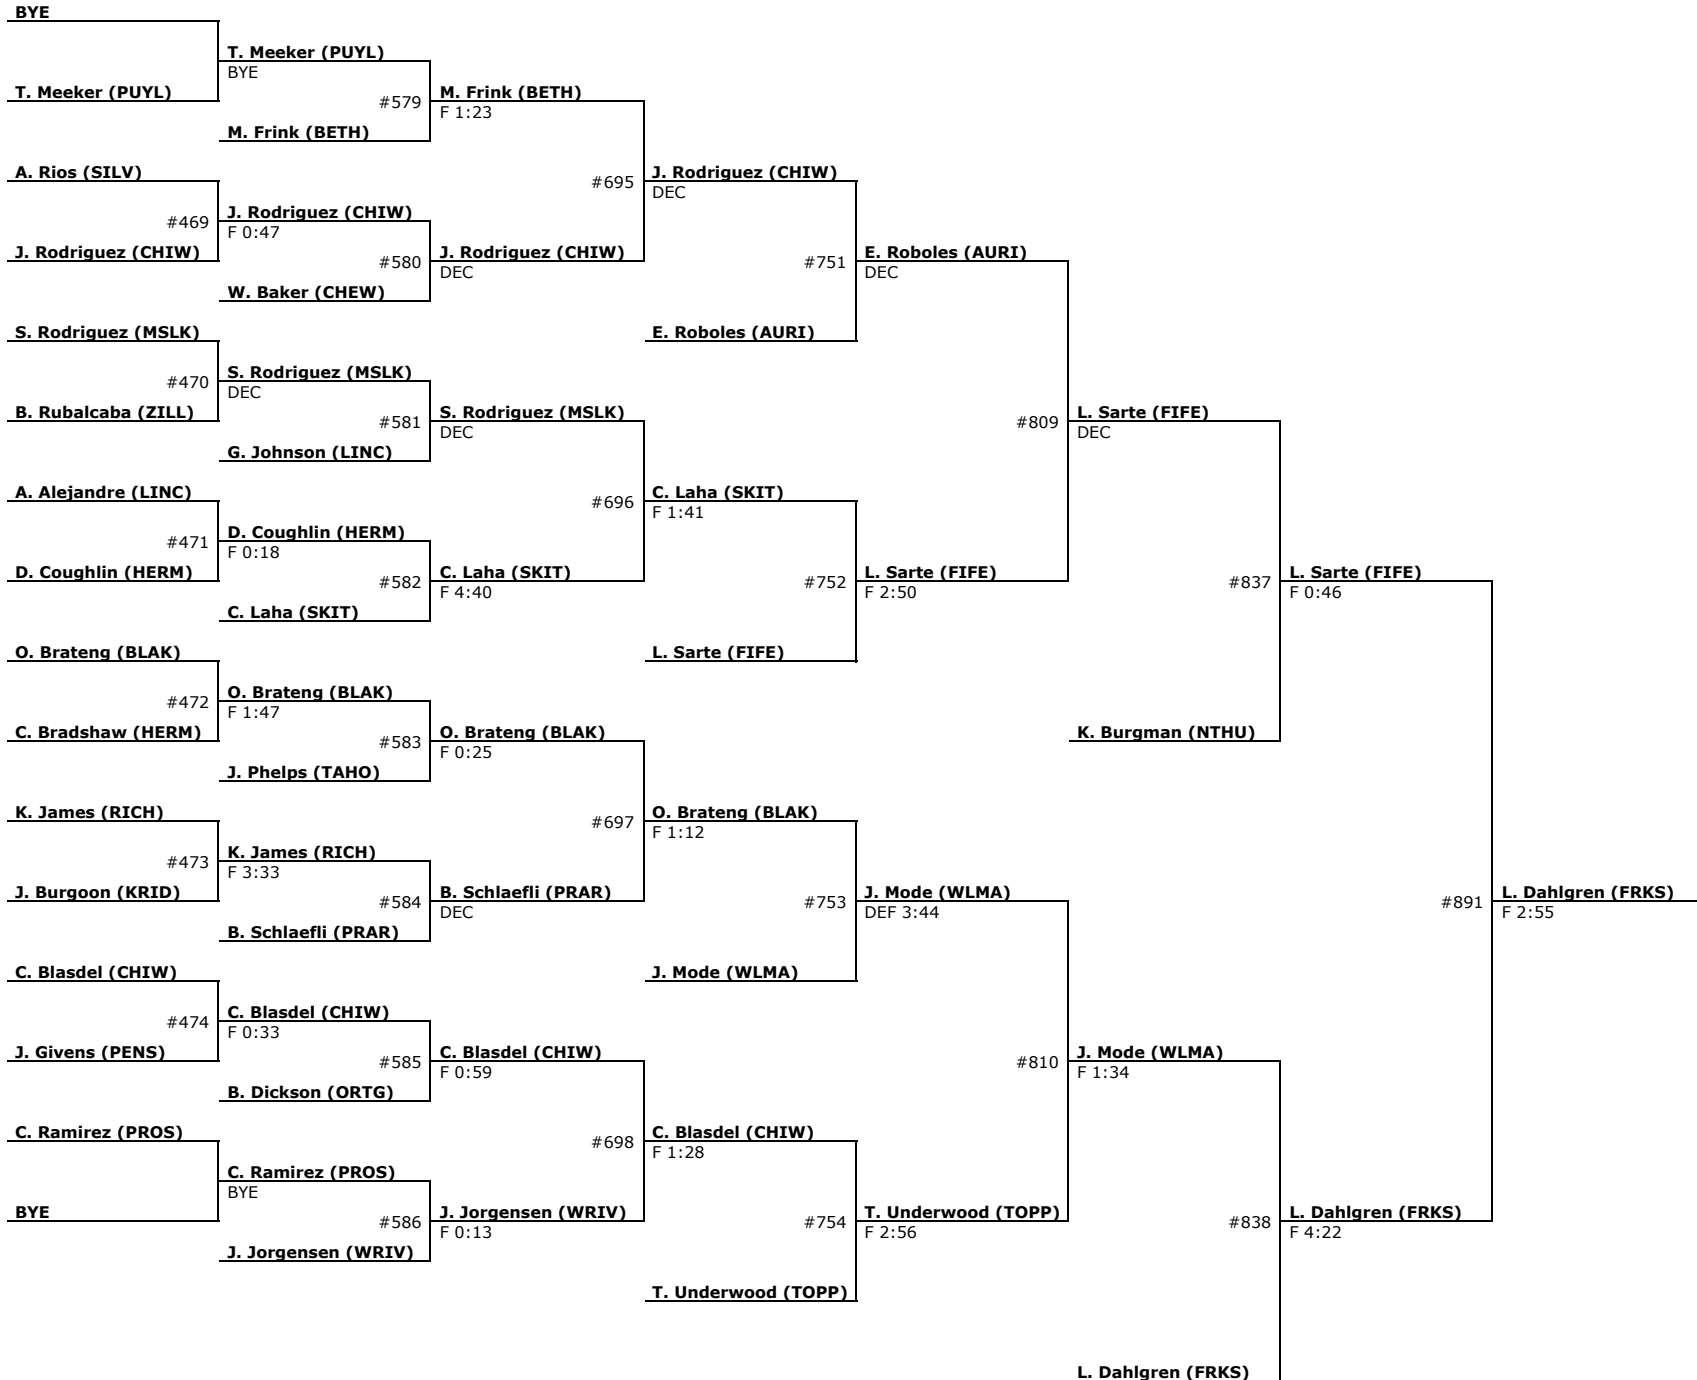 BYE
T. Meeker (PUYL)
BYE
T. Meeker (PUYL)
#579
M. Frink (BETH)
F 1:23
M. Frink (BETH)
A. Rios (SILV)
#695
J. Rodriguez (CHIW)
DEC
#469
J. Rodriguez (CHIW)
F 0:47
J. Rodriguez (CHIW)
#580
J. Rodriguez (CHIW)
DEC
#751
E. Roboles (AURI)
DEC
W. Baker (CHEW)
S. Rodriguez (MSLK)
E. Roboles (AURI)
#470
S. Rodriguez (MSLK)
DEC
B. Rubalcaba (ZILL)
#581
S. Rodriguez (MSLK)
DEC
#809
L. Sarte (FIFE)
DEC
G. Johnson (LINC)
A. Alejandre (LINC)
#696
C. Laha (SKIT)
F 1:41
#471
D. Coughlin (HERM)
F 0:18
D. Coughlin (HERM)
#582
C. Laha (SKIT)
F 4:40
#752
L. Sarte (FIFE)
F 2:50
#837
L. Sarte (FIFE)
F 0:46
C. Laha (SKIT)
O. Brateng (BLAK)
L. Sarte (FIFE)
#472
O. Brateng (BLAK)
F 1:47
C. Bradshaw (HERM)
#583
O. Brateng (BLAK)
F 0:25
K. Burgman (NTHU)
J. Phelps (TAHO)
K. James (RICH)
#697
O. Brateng (BLAK)
F 1:12
#473
K. James (RICH)
F 3:33
J. Burgoon (KRID)
#584
B. Schlaefli (PRAR)
DEC
#753
J. Mode (WLMA)
DEF 3:44
#891
L. Dahlgren (FRKS)
F 2:55
B. Schlaefli (PRAR)
C. Blasdel (CHIW)
J. Mode (WLMA)
#474
C. Blasdel (CHIW)
F 0:33
J. Givens (PENS)
#585
C. Blasdel (CHIW)
F 0:59
#810
J. Mode (WLMA)
F 1:34
B. Dickson (ORTG)
C. Ramirez (PROS)
#698
C. Blasdel (CHIW)
F 1:28
C. Ramirez (PROS)
BYE
BYE
#586
J. Jorgensen (WRIV)
F 0:13
#754
T. Underwood (TOPP)
F 2:56
#838
L. Dahlgren (FRKS)
F 4:22
J. Jorgensen (WRIV)
T. Underwood (TOPP)
L. Dahlgren (FRKS)